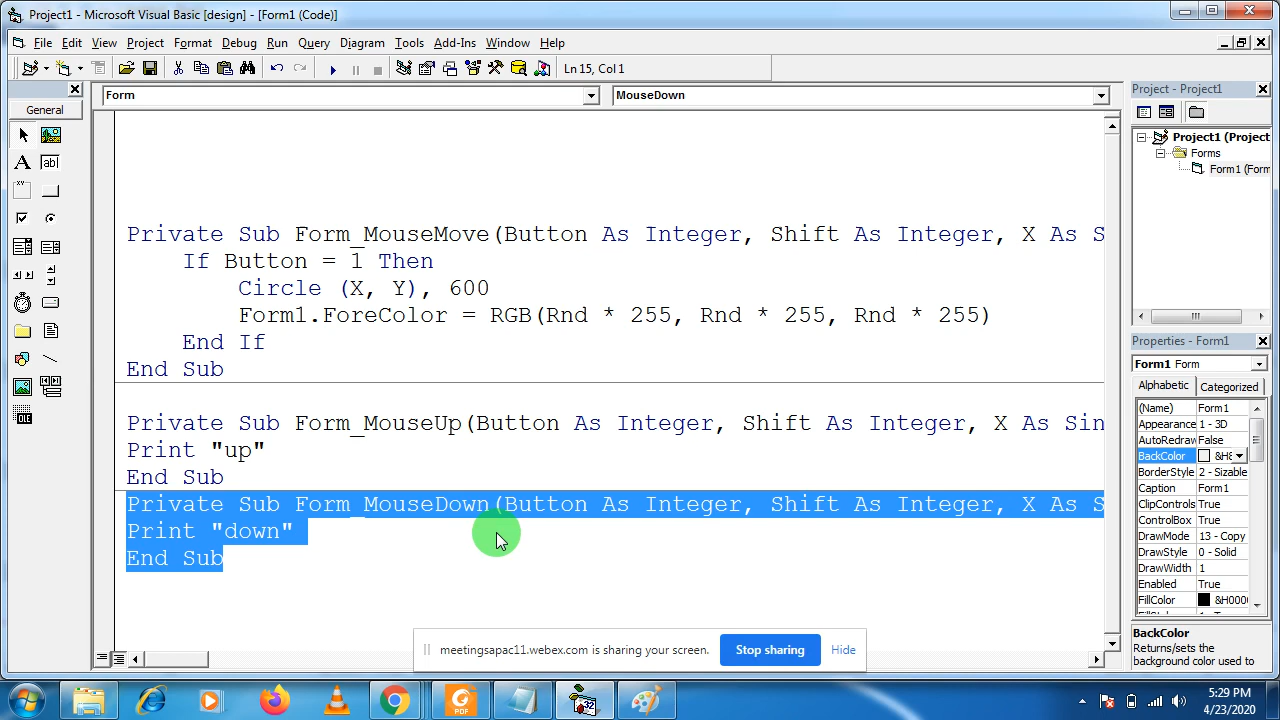 Project1 - Microsoft Visual Basic [design] - [Form1 (Code)]
File Edit View Project Format Debug Run Query Diagram Tools Add-Ins Window Help
Ln 15, Col 1
General
Form
MouseDown
Private Sub Form_MouseMove(Button As Integer, Shift As Integer, X As S
If Button = 1 Then
Circle (X, Y), 600
Form1.ForeColor = RGB(Rnd * 255, Rnd * 255, Rnd * 255)
End If
End Sub
Private Sub Form_MouseUp(Button As Integer, Shift As Integer, X As Sin
Print "up"
End Sub
Private Sub Form_MouseDown(Button As Integer, Shift As Integer, X As S
Print "down"
End Sub
Project - Project1
Project1 (Project
Forms
Form1 (Form
Properties - Form1
Form1 Form
Alphabetic Categorized
(Name) Form1
Appearance 1 - 3D
AutoRedraw False
BackColor &H8
BorderStyle 2 - Sizable
Caption Form1
ClipControls True
ControlBox True
DrawMode 13 - Copy
DrawStyle 0 - Solid
DrawWidth 1
Enabled True
FillColor &H000
BackColor
Returns/sets the
background color used to
meetingsapac11.webex.com is sharing your screen. Stop sharing Hide
5:29 PM
4/23/2020